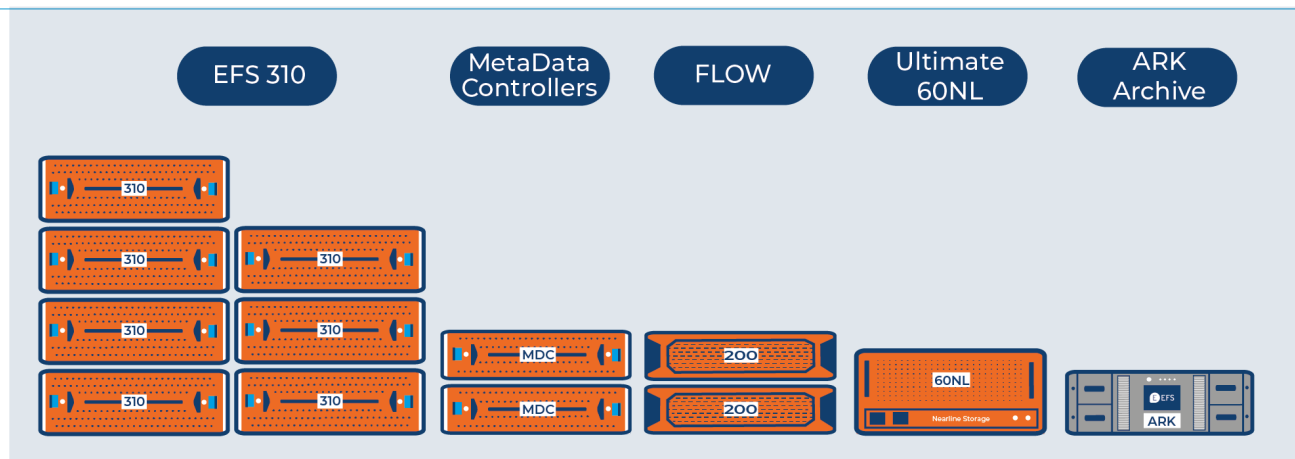 EFS 310
MetaData
Controllers
FLOW
Ultimate
60NL
ARK
Archive
310
310
310
310
310
310
310
MDC
MDC
200
200
60NL
Nearline Storage
E EFS
ARK